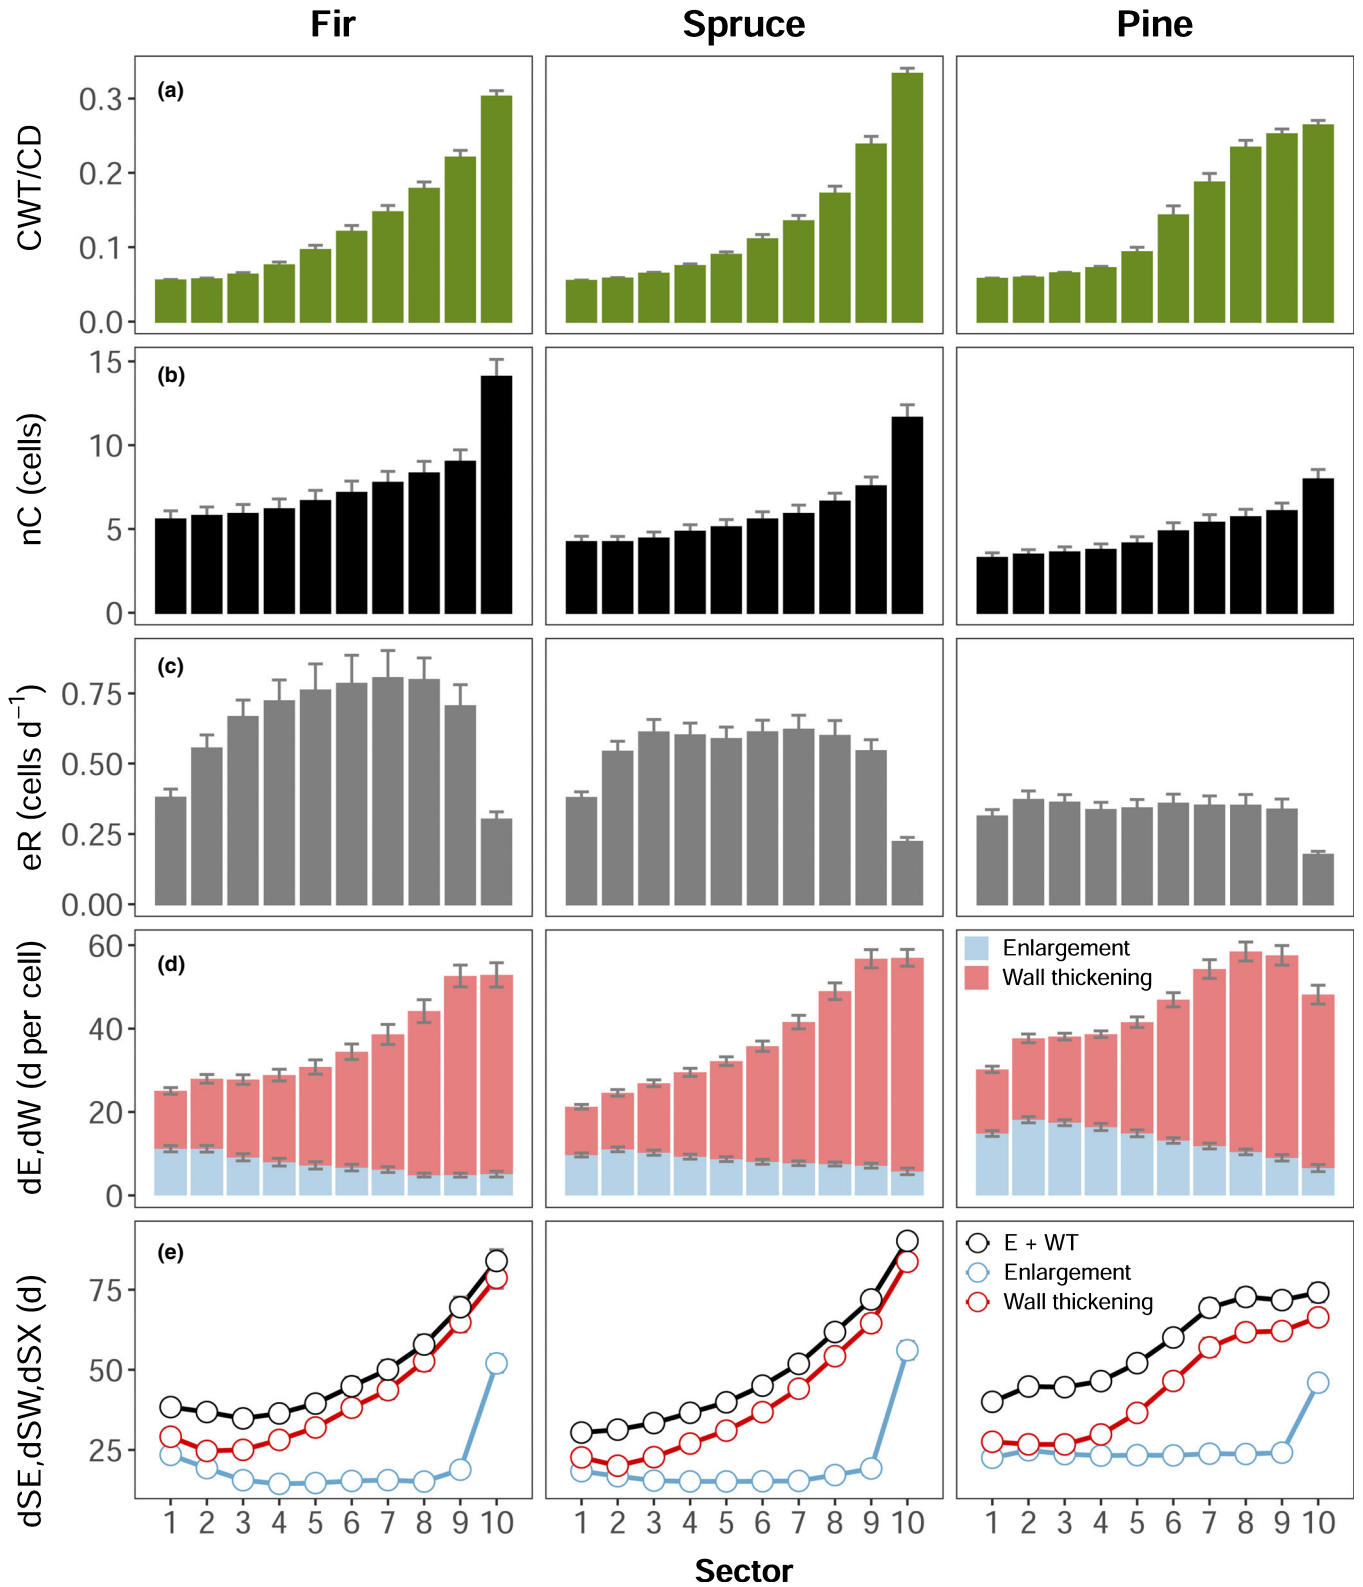 Fir Spruce Pine
(a)
CWT/CD
0.3
0.2
0.1
0.0
(b)
nC (cells)
15
10
5
0
(c)
eR (cells d⁻¹)
0.75
0.50
0.25
0.00
(d)
dE,dW (d per cell)
60
40
20
0
Enlargement
Wall thickening
(e)
dSE,dSW,dSX (d)
75
50
25
E + WT
Enlargement
Wall thickening
1 2 3 4 5 6 7 8 9 10 1 2 3 4 5 6 7 8 9 10 1 2 3 4 5 6 7 8 9 10
Sector